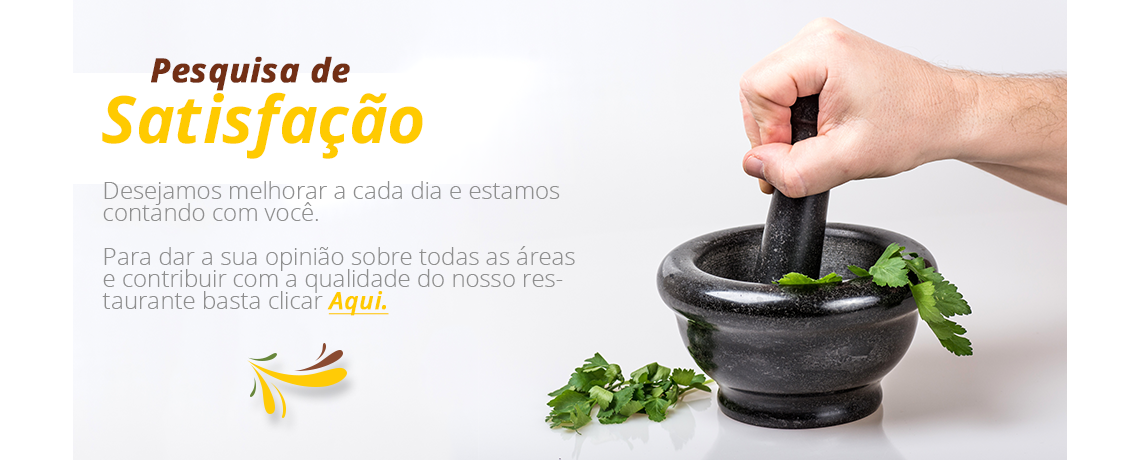 Pesquisa de
Satisfação
Desejamos melhorar a cada dia e estamos
contando com você.
Para dar a sua opinião sobre todas as áreas
e contribuir com a qualidade do nosso res-
taurante basta clicar Aqui.